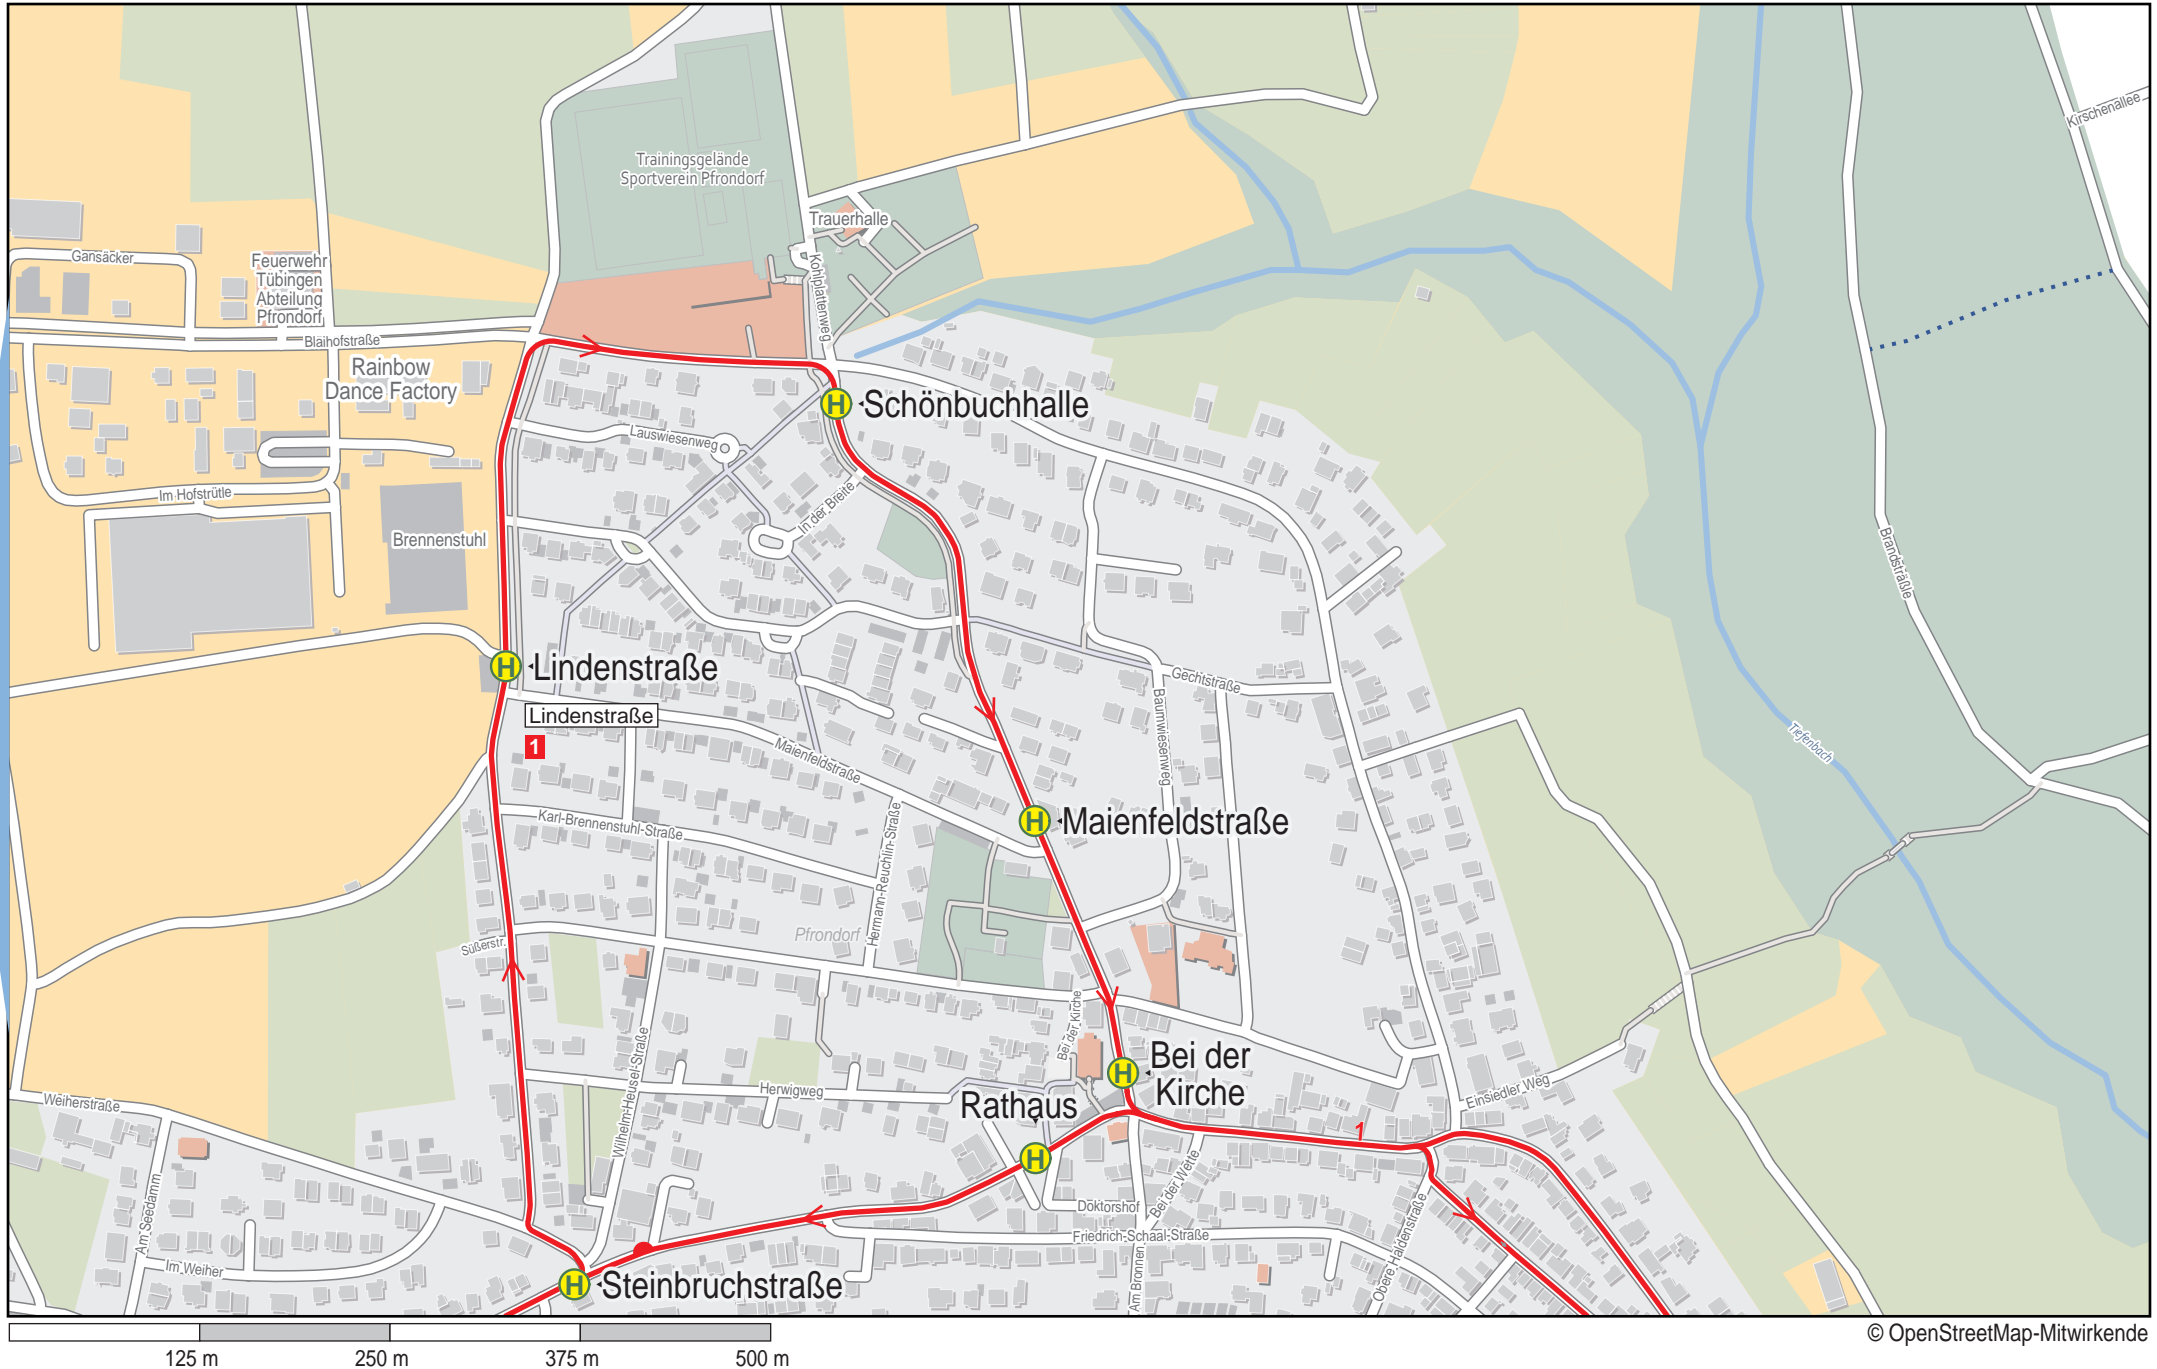 Kirschenallee
Trainingsgelände
Sportverein Pfrondorf
Trauerhalle
Gansäcker
Feuerwehr
Tübingen
Abteilung
Pfrondorf
Kohlplattenweg
Blaihofstraße
Rainbow
Dance Factory
H Schönbuchhalle
Lauswiesenweg
Im Hofstrütle
In der Breite
Brennenstuhl
Brandsträßle
H Lindenstraße
Gechtstraße
Lindenstraße
1
Baumwiesenweg
Maienfeldstraße
Tiefenbach
Karl-Brennenstuhl-Straße
H Maienfeldstraße
Hermann-Reuchlin-Straße
Pfrondorf
Süßerstr.
Bei der Kirche
Wilhelm-Heusel-Straße
H Bei der
Kirche
Herwigweg
Weiherstraße
Einsiedler Weg
Rathaus
H
1
Bei der Wette
Am Seedamm
Doktorshof
Friedrich-Schaal-Straße
Obere Haldenstraße
Im Weiher
Am Bronnen
H Steinbruchstraße
125 m
250 m
375 m
500 m
© OpenStreetMap-Mitwirkende